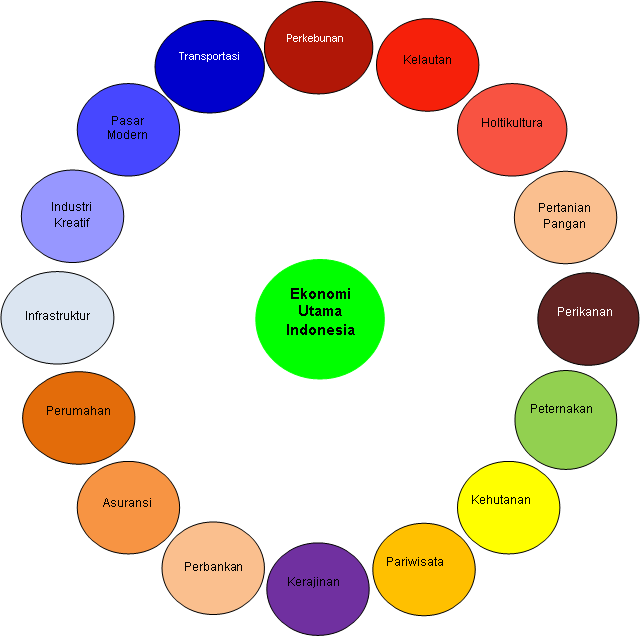 Perkebunan
Kelautan
Holtikultura
Pertanian
Pangan
Perikanan
Peternakan
Kehutanan
Pariwisata
Kerajinan
Perbankan
Asuransi
Perumahan
Infrastruktur
Industri
Kreatif
Pasar
Modern
Transportasi
Ekonomi
Utama
Indonesia